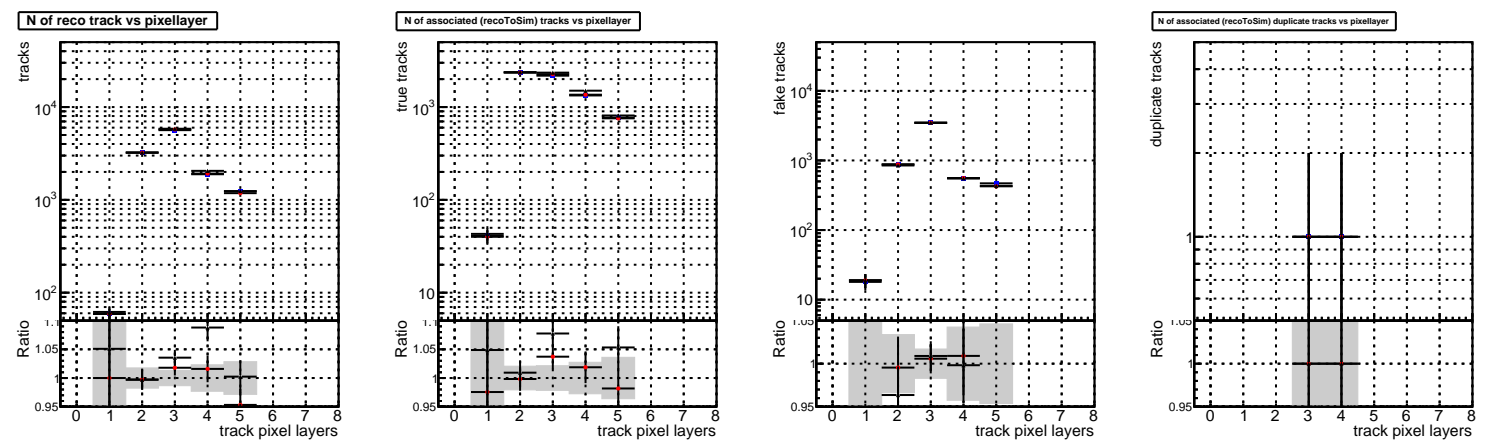 N of reco track vs pixellayer
tracks
10^4
10^3
10^2
Ratio
1.1
1.05
1
0.95
0 1 2 3 4 5 6 7 8
track pixel layers
N of associated (recoToSim) tracks vs pixellayer
true tracks
10^3
10^2
10
Ratio
1.1
1.05
1
0.95
0 1 2 3 4 5 6 7 8
track pixel layers
fake tracks
10^4
10^3
10^2
10
Ratio
1.05
1
0.95
0 1 2 3 4 5 6 7 8
track pixel layers
N of associated (recoToSim) duplicate tracks vs pixellayer
duplicate tracks
1
Ratio
1.05
1
0.95
0 1 2 3 4 5 6 7 8
track pixel layers